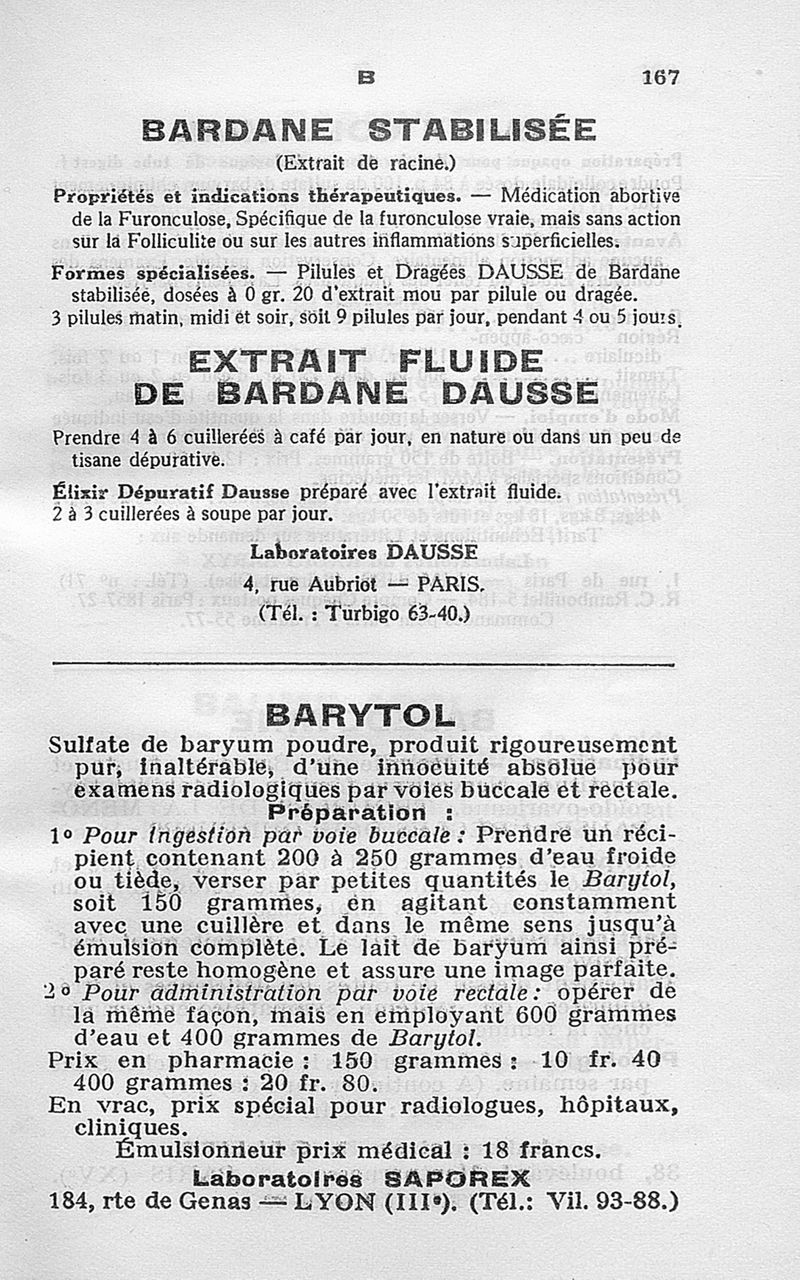 B 167
BARDANE STABILISÉE
(Extrait de racine.)
Propriétés et indications thérapeutiques. — Médication abortive
de la Furonculose, Spécifique de la furonculose vraie, mais sans action
sur la Folliculite ou sur les autres inflammations superficielles.
Formes spécialisées. — Pilules et Dragées DAUSSE de Bardane
stabilisée, dosées à 0 gr. 20 d'extrait mou par pilule ou dragée.
3 pilules matin, midi et soir, soit 9 pilules par jour, pendant 4 ou 5 jours.
EXTRAIT FLUIDE
DE BARDANE DAUSSE
Prendre 4 à 6 cuillereés à café par jour, en nature ou dans un peu de
tisane dépurative.
Élixir Dépuratif Dausse préparé avec l'extrait fluide.
2 à 3 cuillerées à soupe par jour.
Laboratoires DAUSSE
4, rue Aubriot — PARIS.
(Tél. : Turbigo 63-40.)
BARYTOL
Sulfate de baryum poudre, produit rigoureusement
pur, inaltérable, d'une innocuité absolue pour
examens radiologiques par voies buccale et rectale.
Préparation :
1º Pour ingestion par voie buccale : Prendre un réci-
pient contenant 200 à 250 grammes d'eau froide
ou tiède, verser par petites quantités le Barytol,
soit 150 grammes, en agitant constamment
avec une cuillère et dans le même sens jusqu'à
émulsion complète. Le lait de baryum ainsi pré-
paré reste homogène et assure une image parfaite.
2º Pour administration par voie rectale : opérer de
la même façon, mais en employant 600 grammes
d'eau et 400 grammes de Barytol.
Prix en pharmacie : 150 grammes : 10 fr. 40
400 grammes : 20 fr. 80.
En vrac, prix spécial pour radiologues, hôpitaux,
cliniques.
Émulsionneur prix médical : 18 francs.
Laboratoires SAPOREX
184, rte de Genas — LYON (IIIe). (Tél.: Vil. 93-88.)